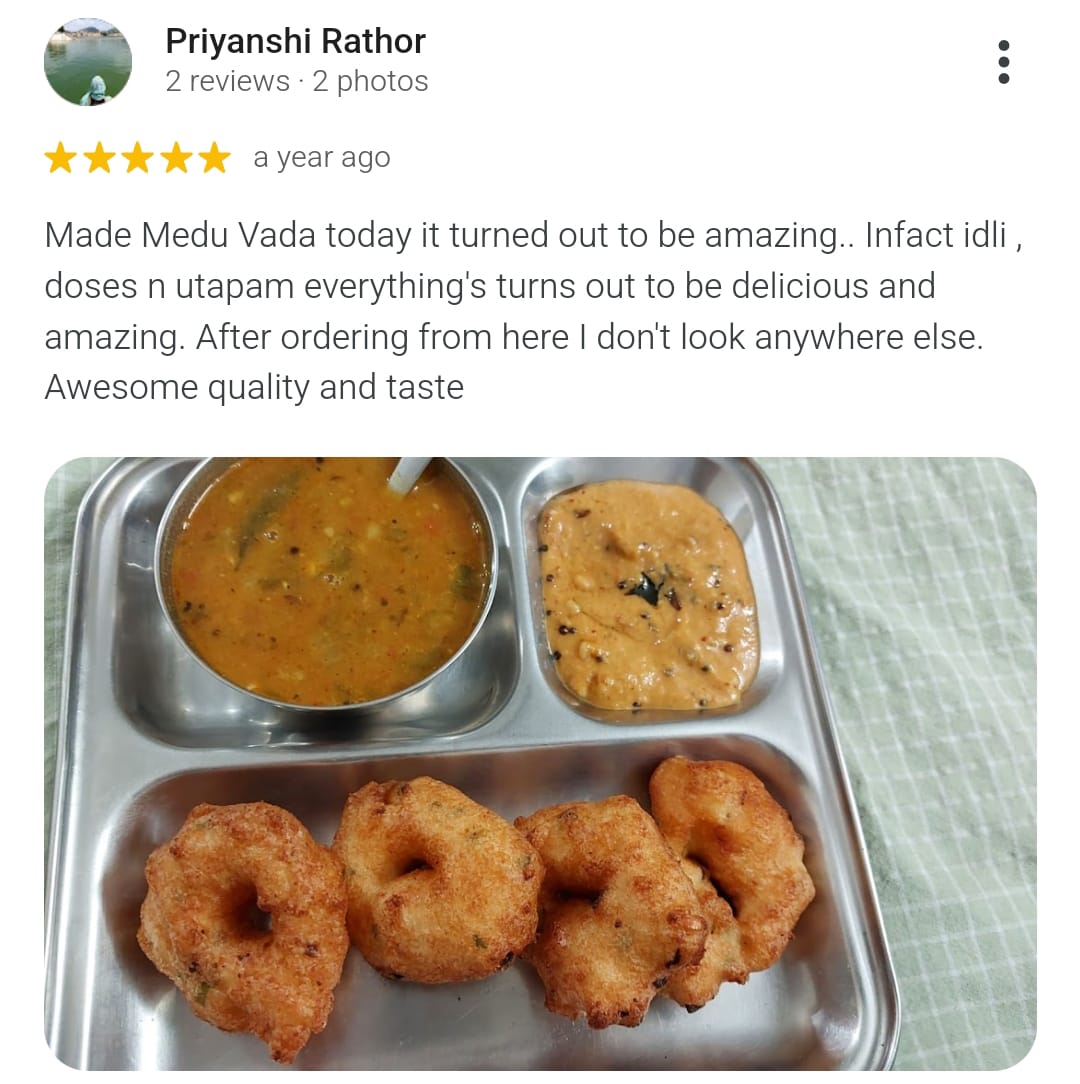 Priyanshi Rathor
2 reviews · 2 photos
a year ago
Made Medu Vada today it turned out to be amazing.. Infact idli ,
doses n utapam everything's turns out to be delicious and
amazing. After ordering from here I don't look anywhere else.
Awesome quality and taste